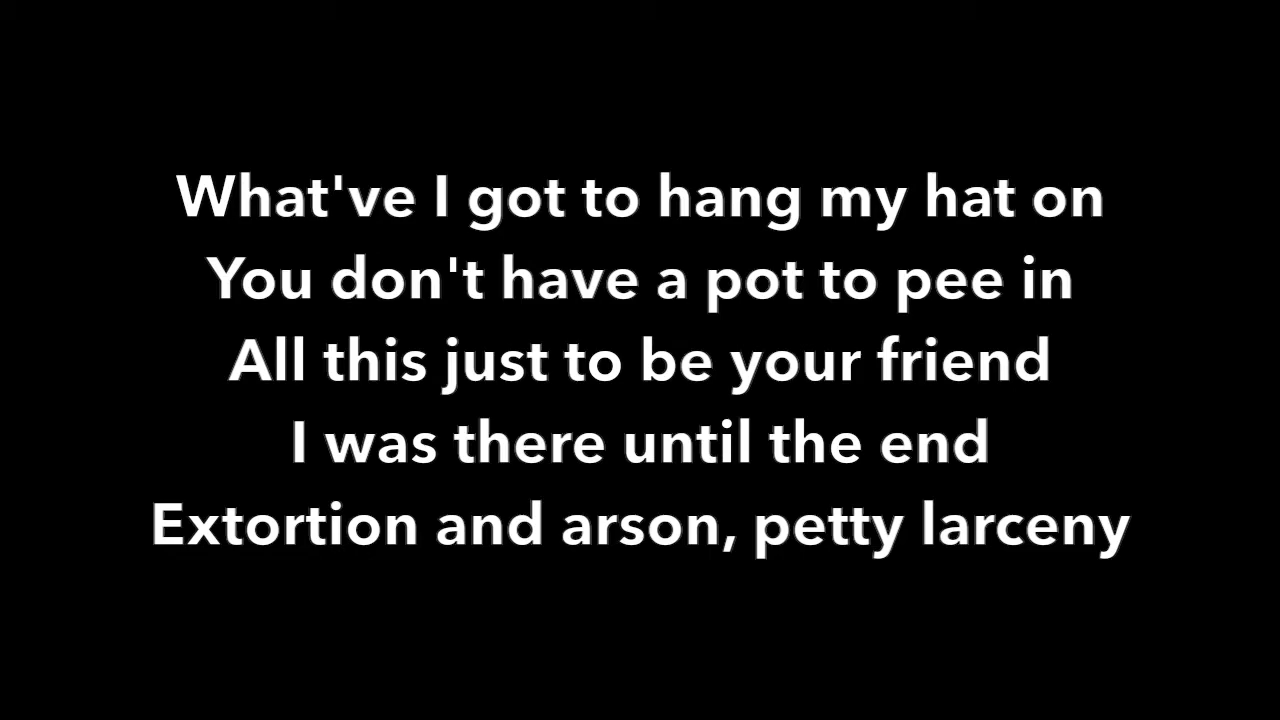 What've I got to hang my hat on
You don't have a pot to pee in
All this just to be your friend
I was there until the end
Extortion and arson, petty larceny